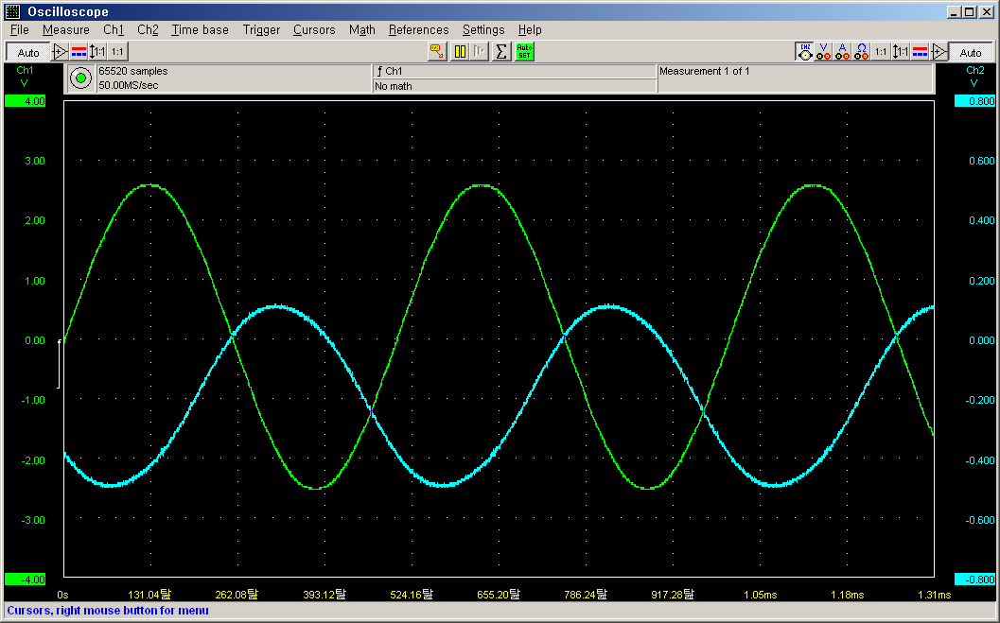 Oscilloscope
File Measure Ch1 Ch2 Time base Trigger Cursors Math References Settings Help
Auto 1:1 1:1 Auto SET V A Ω 1:1 1:1 Auto
Ch1 65520 samples ƒ Ch1 Measurement 1 of 1 Ch2
V 50.00MS/sec No math V
4.00 0.800
3.00 0.600
2.00 0.400
1.00 0.200
0.00 0.000
-1.00 -0.200
-2.00 -0.400
-3.00 -0.600
-4.00 -0.800
0s 131.04탎 262.08탎 393.12탎 524.16탎 655.20탎 786.24탎 917.28탎 1.05ms 1.18ms 1.31ms
Cursors, right mouse button for menu